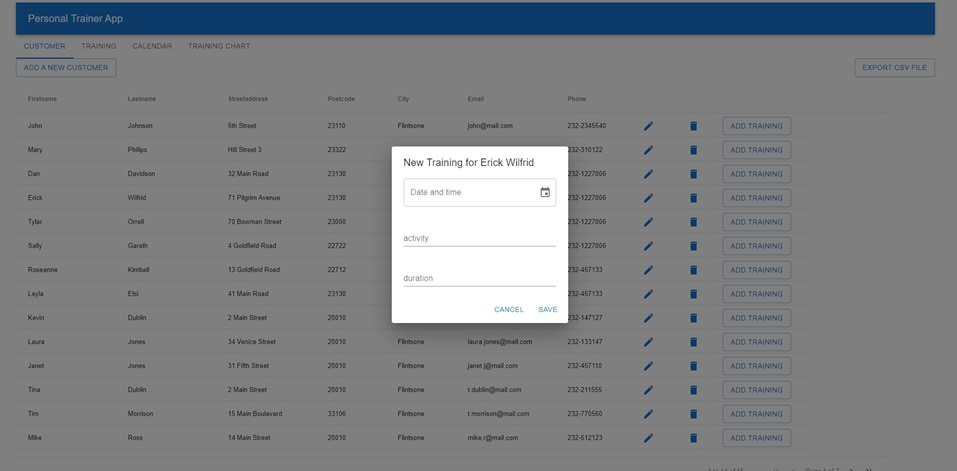 Personal Trainer App
CUSTOMER TRAINING CALENDAR TRAINING CHART
ADD A NEW CUSTOMER EXPORT CSV FILE
Firstname Lastname Streetaddress Postcode City Email Phone
John Johnson 5th Street 23110 Flintsone john@mail.com 232-2345540 ADD TRAINING
Mary Philips Hill Street 3 23322 232-310122 ADD TRAINING
New Training for Erick Wilfrid
Dan Davidson 32 Main Road 23130 232-1227006 ADD TRAINING
Date and time
Erick Wilfrid 71 Pilgrim Avenue 23130 232-1227006 ADD TRAINING
Tylar Orrell 70 Bowman Street 23000 232-1227006 ADD TRAINING
activity
Sally Gareth 4 Goldfield Road 22722 232-1227006 ADD TRAINING
Roseanne Kimball 13 Goldfield Road 22712 232-457133 ADD TRAINING
duration
Leyla 41 Main Road 23130 232-457133 ADD TRAINING
CANCEL SAVE
Kevin Dublin 2 Main Street 20010 232-147127 ADD TRAINING
Laura Jones 34 Venice Street 20010 Flintsone laura.jones@mail.com 232-133147 ADD TRAINING
Janet Jones 31 Fifth Street 20010 Flintsone janet.j@mail.com 232-457110 ADD TRAINING
Tina Dublin 2 Main Street 20010 Flintsone t.dublin@mail.com 232-211555 ADD TRAINING
Tim Morrison 15 Main Boulevard 33106 Flintsone t.morrison@mail.com 232-770560 ADD TRAINING
Mike Ross 14 Main Street 20010 Flintsone mike.r@mail.com 232-512123 ADD TRAINING